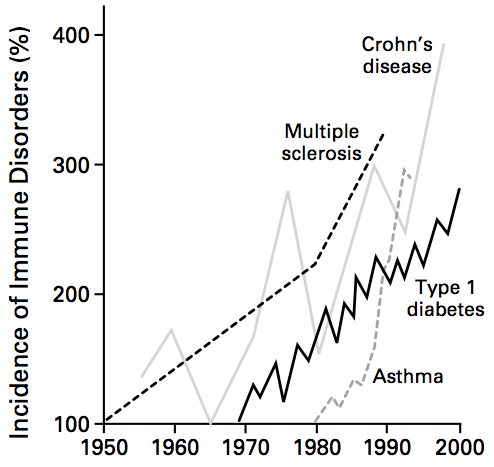 Incidence of Immune Disorders (%)
400
300
200
100
Crohn's
disease
Multiple
sclerosis
Type 1
diabetes
Asthma
1950 1960 1970 1980 1990 2000